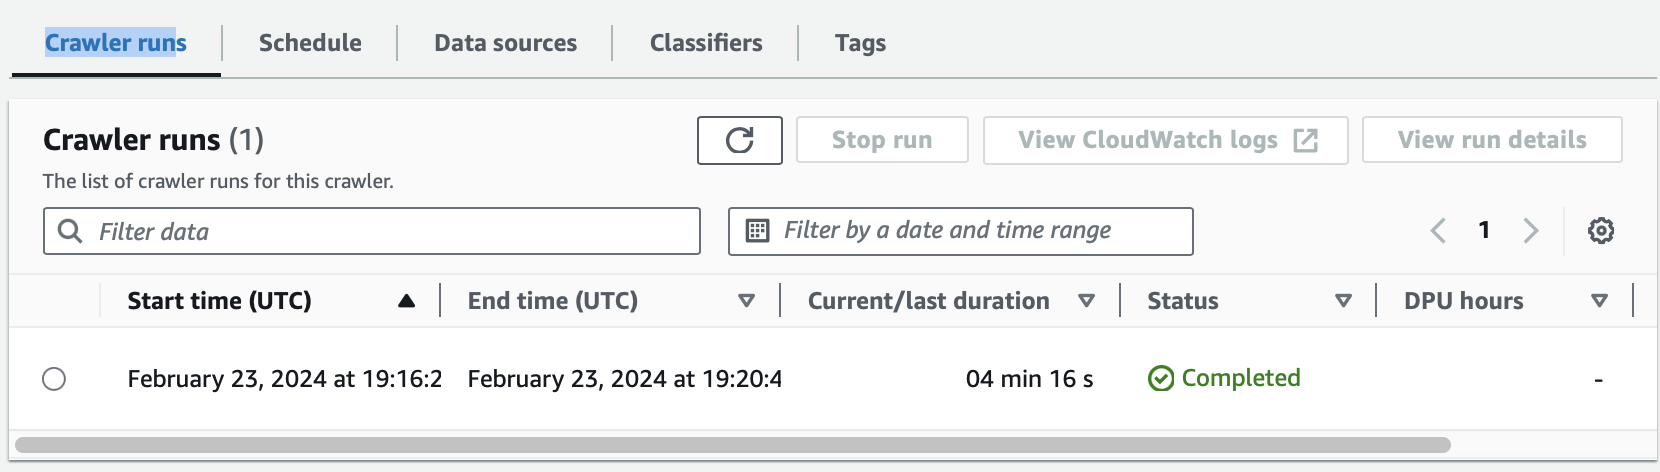 Crawler runs Schedule Data sources Classifiers Tags
Crawler runs (1) Stop run View CloudWatch logs View run details
The list of crawler runs for this crawler.
Filter data Filter by a date and time range 1
Start time (UTC) End time (UTC) Current/last duration Status DPU hours
February 23, 2024 at 19:16:2 February 23, 2024 at 19:20:4 04 min 16 s Completed -